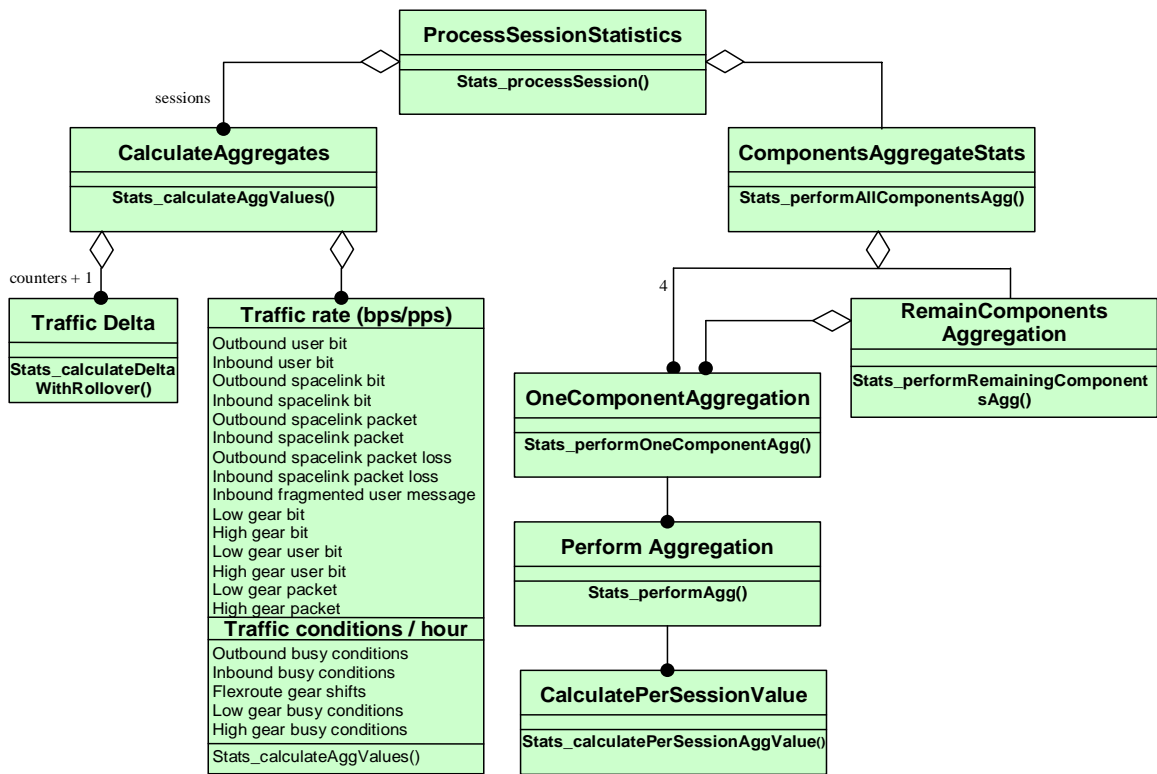 ProcessSessionStatistics
Stats_processSession()
sessions
CalculateAggregates
Stats_calculateAggValues()
ComponentsAggregateStats
Stats_performAllComponentsAgg()
counters + 1
4
Traffic Delta
Stats_calculateDelta
WithRollover()
Traffic rate (bps/pps)
Outbound user bit
Inbound user bit
Outbound spacelink bit
Inbound spacelink bit
Outbound spacelink packet
Inbound spacelink packet
Outbound spacelink packet loss
Inbound spacelink packet loss
Inbound fragmented user message
Low gear bit
High gear bit
Low gear user bit
High gear user bit
Low gear packet
High gear packet
Traffic conditions / hour
Outbound busy conditions
Inbound busy conditions
Flexroute gear shifts
Low gear busy conditions
High gear busy conditions
Stats_calculateAggValues()
RemainComponents
Aggregation
Stats_performRemainingComponent
sAgg()
OneComponentAggregation
Stats_performOneComponentAgg()
Perform Aggregation
Stats_performAgg()
CalculatePerSessionValue
Stats_calculatePerSessionAggValue()